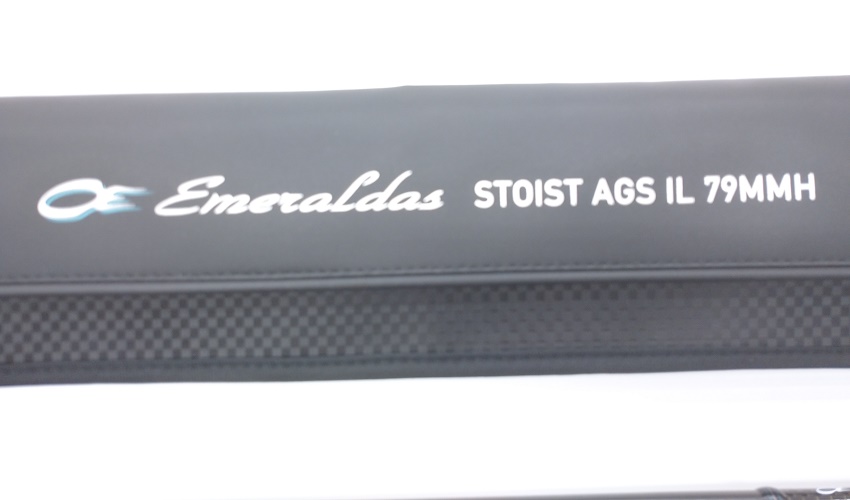 Emeraldas STOIST AGS IL 79MMH